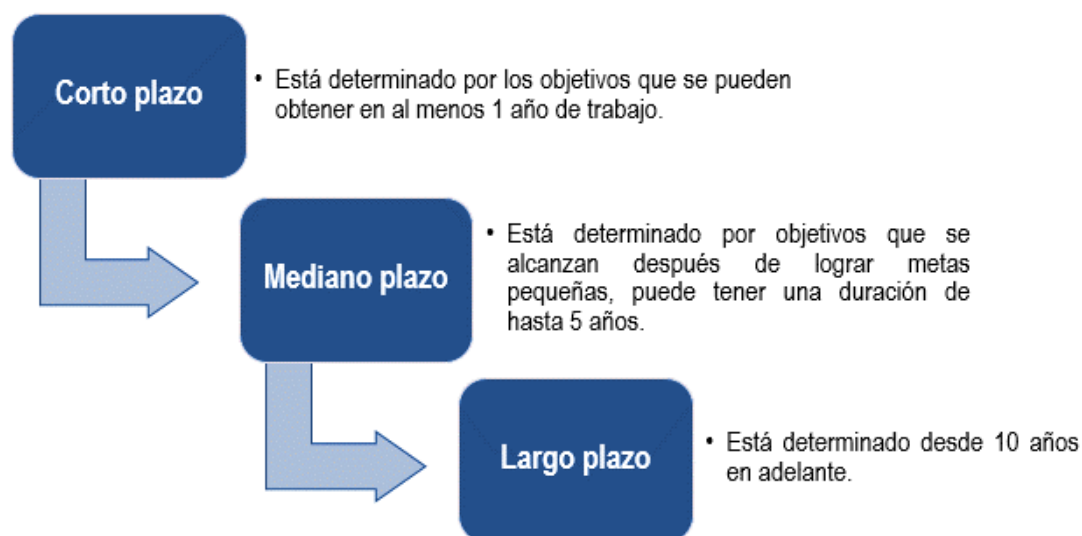 Corto plazo
• Está determinado por los objetivos que se pueden
obtener en al menos 1 año de trabajo.
Mediano plazo
• Está determinado por objetivos que se
alcanzan después de lograr metas
pequeñas, puede tener una duración de
hasta 5 años.
Largo plazo
• Está determinado desde 10 años
en adelante.